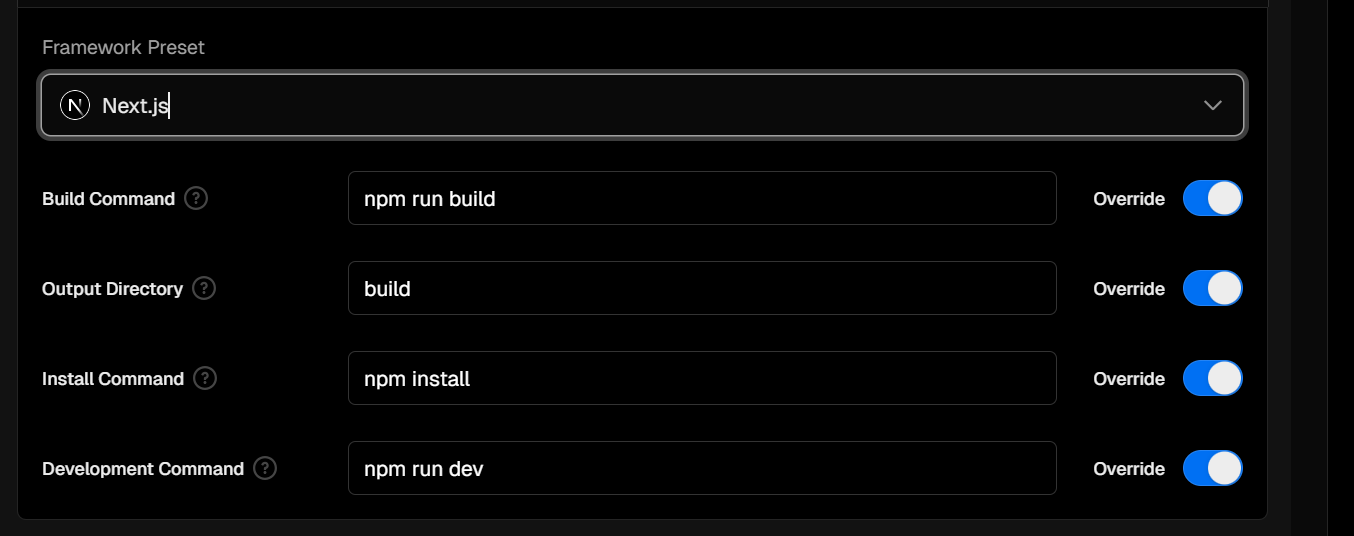 Framework Preset
N Next.js
Build Command ? npm run build Override
Output Directory ? build Override
Install Command ? npm install Override
Development Command ? npm run dev Override